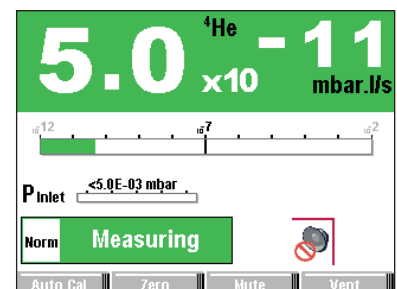 5.0 x10 -11 ⁴He mbar.l/s
10-12 10-7 10-2
P Inlet <5.0E-03 mbar
Norm Measuring
Auto Cal Zero Mute Vent